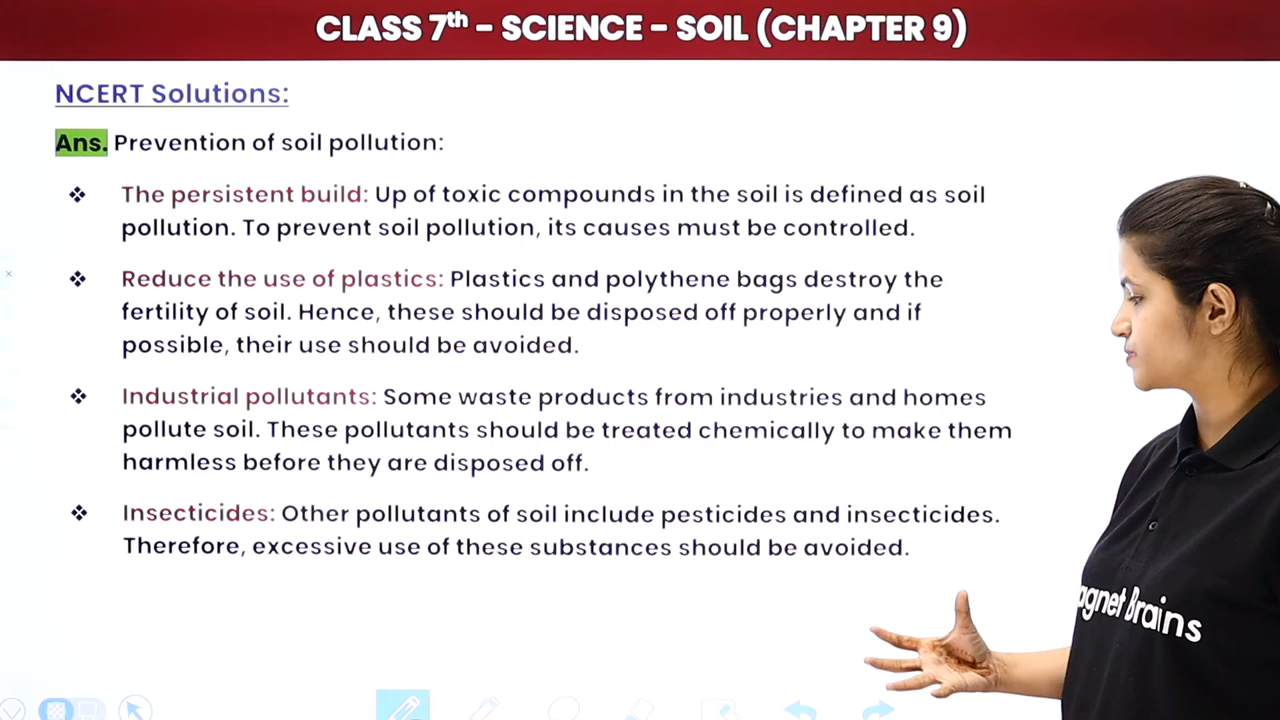 CLASS 7th - SCIENCE - SOIL (CHAPTER 9)
NCERT Solutions:
Ans. Prevention of soil pollution:
❖ The persistent build: Up of toxic compounds in the soil is defined as soil
pollution. To prevent soil pollution, its causes must be controlled.
❖ Reduce the use of plastics: Plastics and polythene bags destroy the
fertility of soil. Hence, these should be disposed off properly and if
possible, their use should be avoided.
❖ Industrial pollutants: Some waste products from industries and homes
pollute soil. These pollutants should be treated chemically to make them
harmless before they are disposed off.
❖ Insecticides: Other pollutants of soil include pesticides and insecticides.
Therefore, excessive use of these substances should be avoided.
agnet Brains